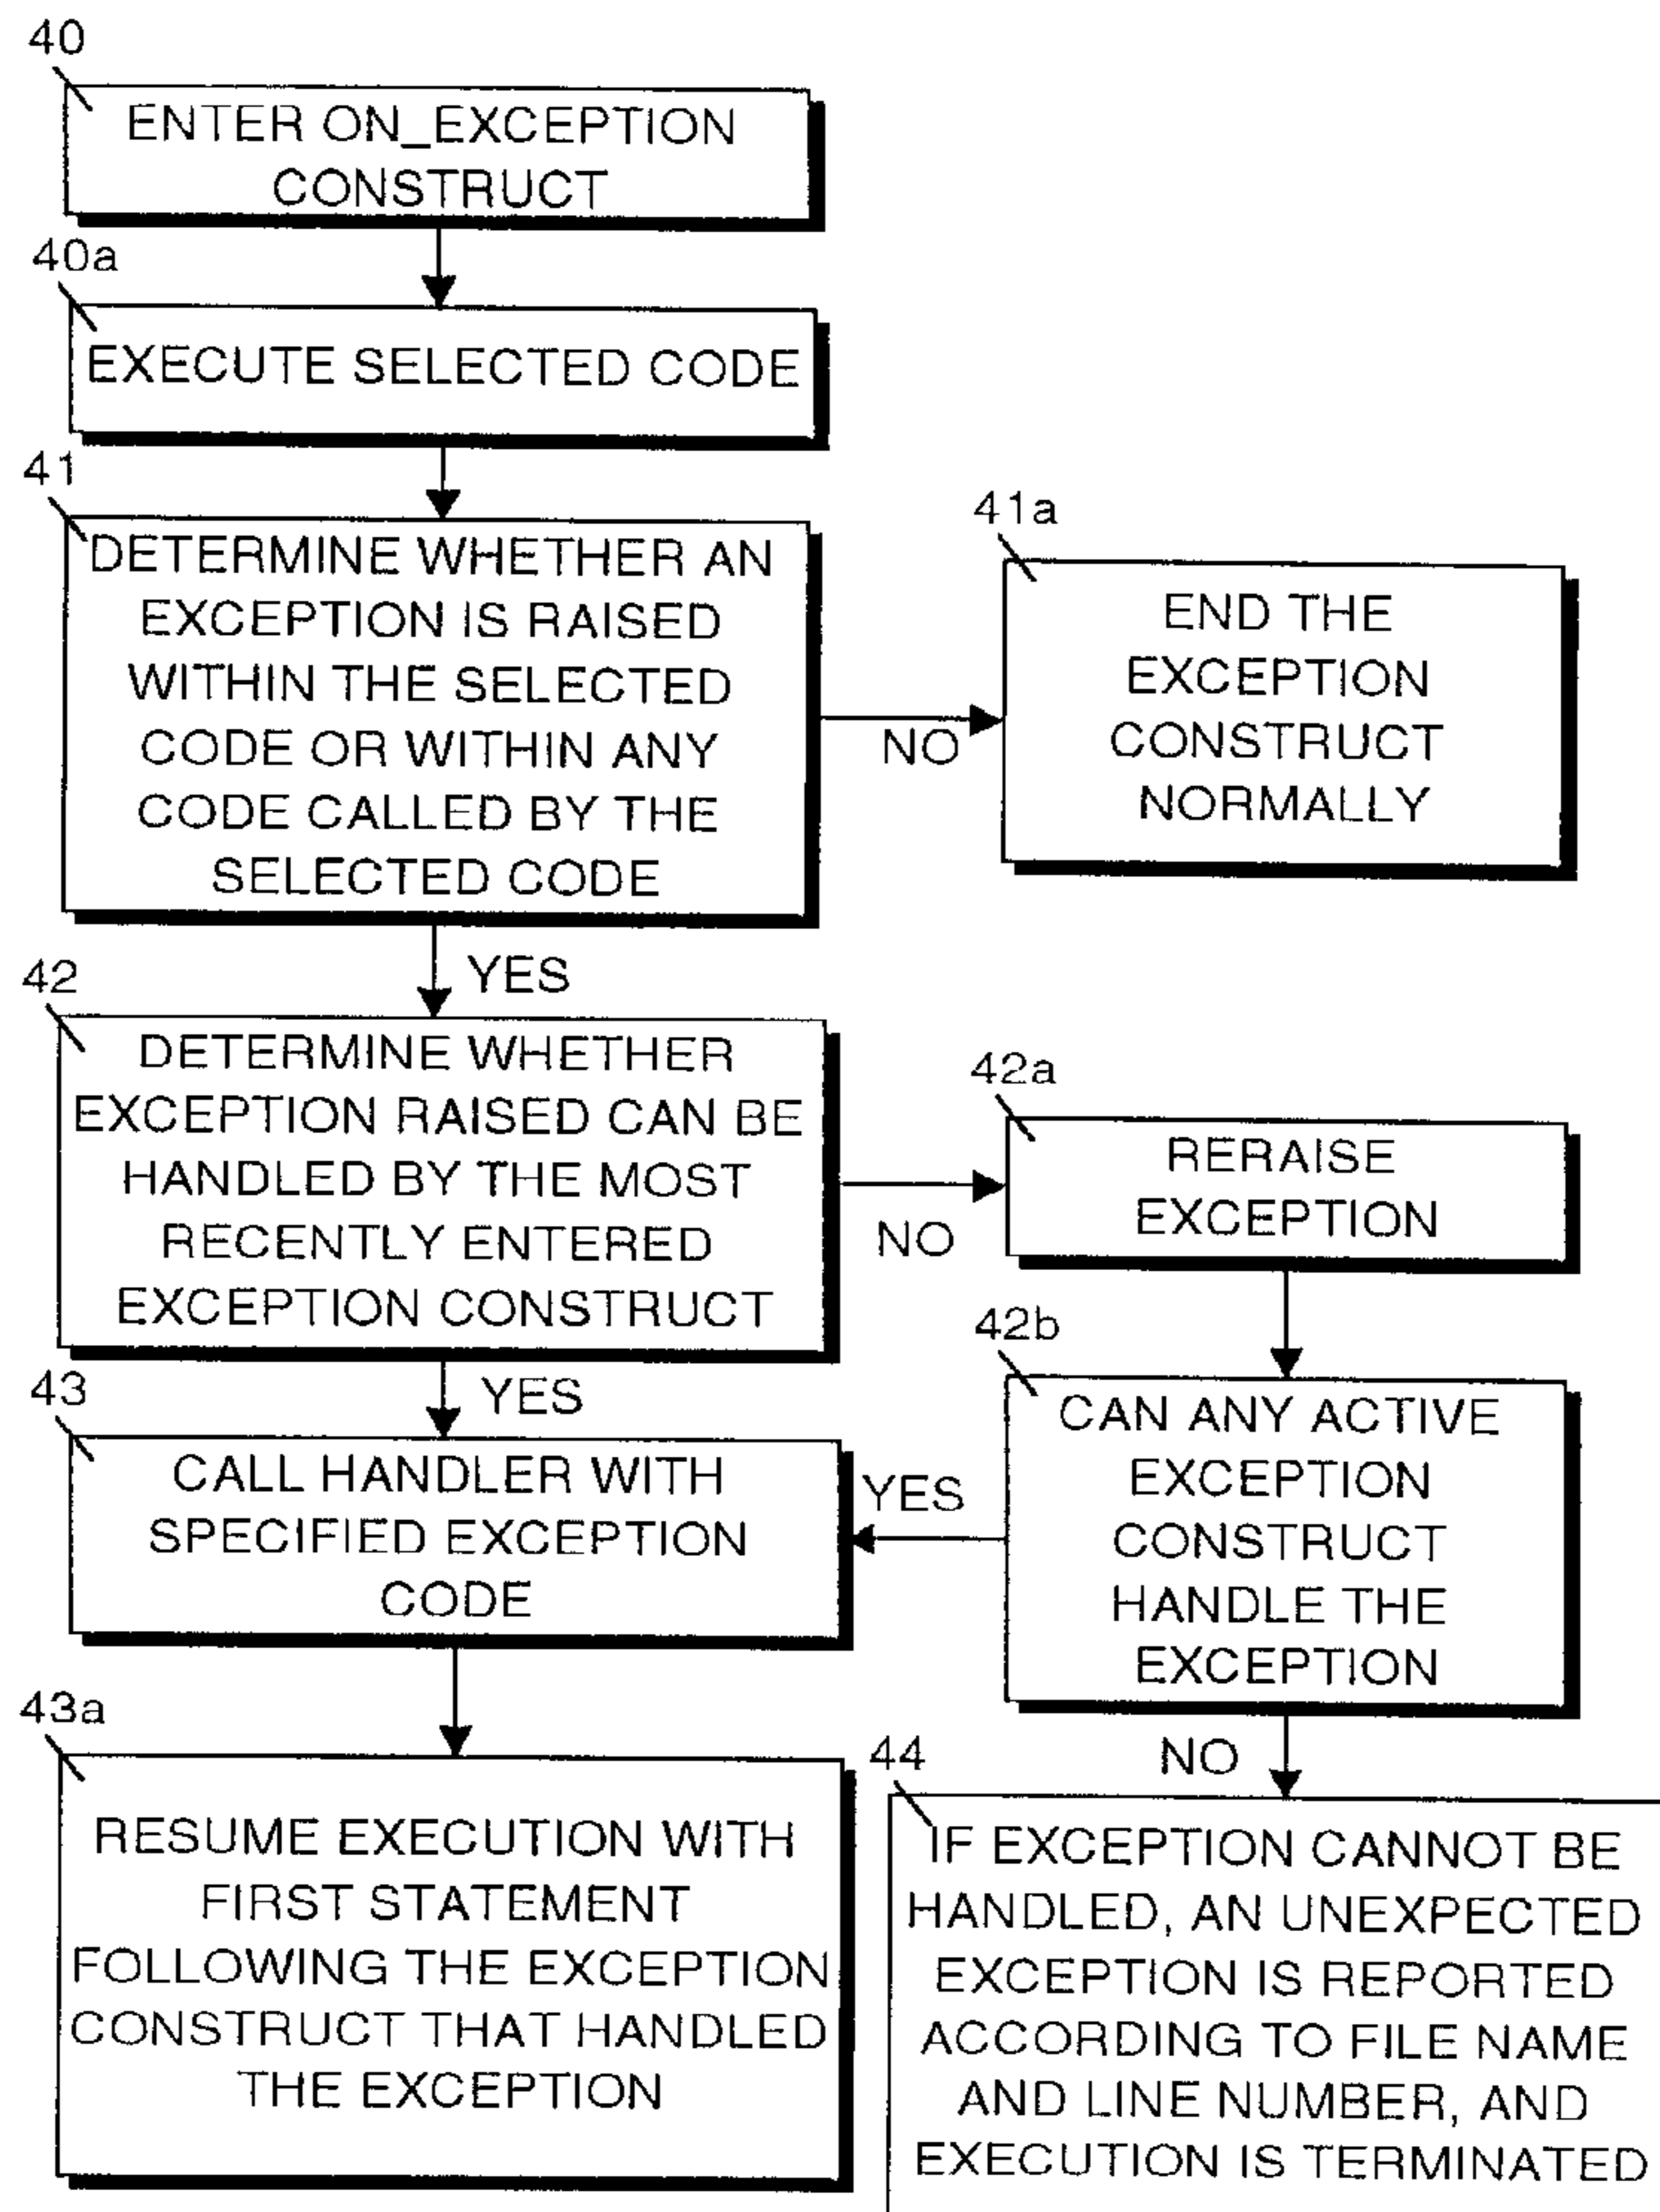 40
ENTER ON_EXCEPTION
CONSTRUCT
40a
EXECUTE SELECTED CODE
41
DETERMINE WHETHER AN
EXCEPTION IS RAISED
WITHIN THE SELECTED
CODE OR WITHIN ANY
CODE CALLED BY THE
SELECTED CODE
NO
41a
END THE
EXCEPTION
CONSTRUCT
NORMALLY
YES
42
DETERMINE WHETHER
EXCEPTION RAISED CAN BE
HANDLED BY THE MOST
RECENTLY ENTERED
EXCEPTION CONSTRUCT
NO
42a
RERAISE
EXCEPTION
42b
CAN ANY ACTIVE
EXCEPTION
CONSTRUCT
HANDLE THE
EXCEPTION
YES
YES
43
CALL HANDLER WITH
SPECIFIED EXCEPTION
CODE
43a
RESUME EXECUTION WITH
FIRST STATEMENT
FOLLOWING THE EXCEPTION
CONSTRUCT THAT HANDLED
THE EXCEPTION
NO
44
IF EXCEPTION CANNOT BE
HANDLED, AN UNEXPECTED
EXCEPTION IS REPORTED
ACCORDING TO FILE NAME
AND LINE NUMBER, AND
EXECUTION IS TERMINATED